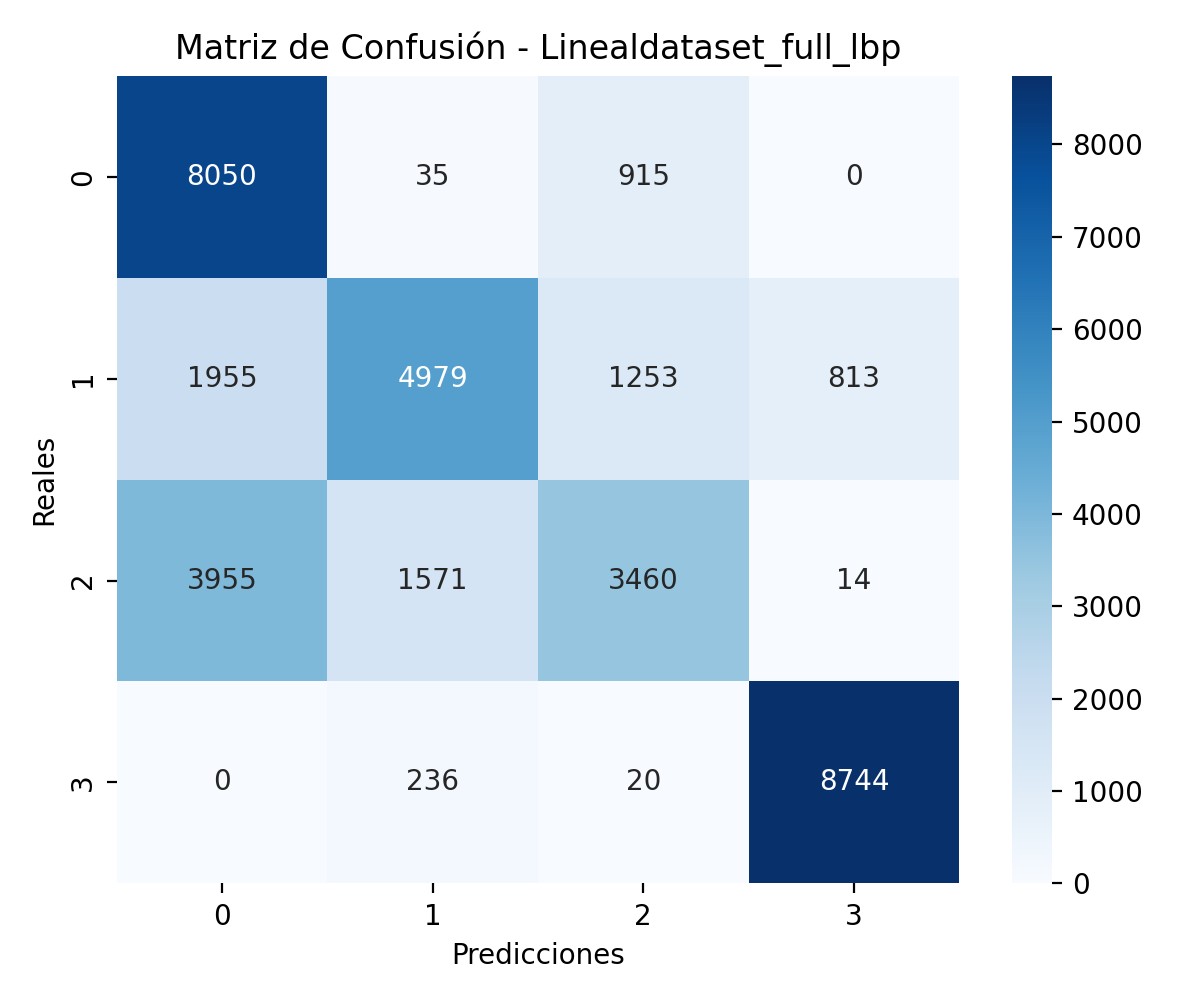 Matriz de Confusión - Linealdataset_full_lbp
0 8050 35 915 0
1 1955 4979 1253 813
2 3955 1571 3460 14
3 0 236 20 8744
0 1 2 3
Reales
Predicciones
8000
7000
6000
5000
4000
3000
2000
1000
0